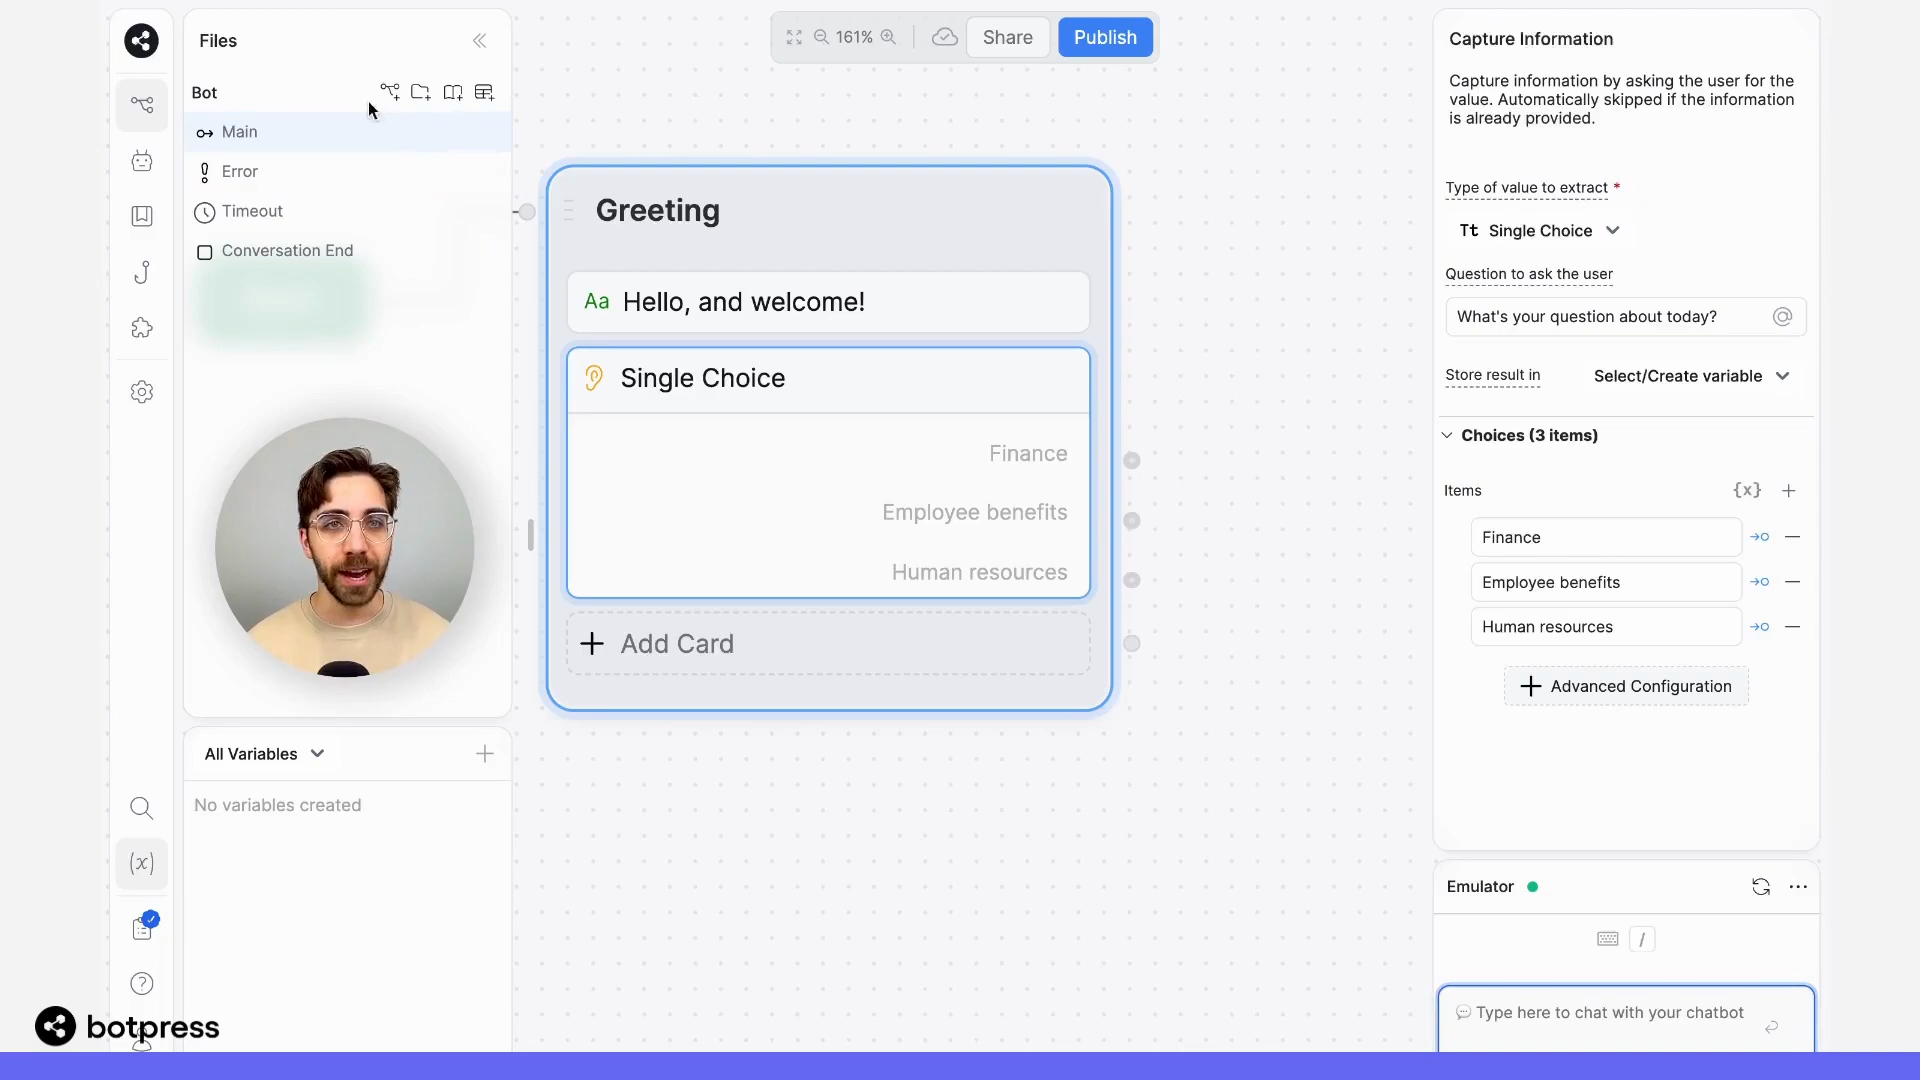 Files
Bot
Main
Error
Timeout
Conversation End
All Variables
No variables created
(x)
botpress
161%
Share
Publish
Greeting
Aa Hello, and welcome!
Single Choice
Finance
Employee benefits
Human resources
+ Add Card
Capture Information
Capture information by asking the user for the
value. Automatically skipped if the information
is already provided.
Type of value to extract *
Tt Single Choice
Question to ask the user
What's your question about today? @
Store result in Select/Create variable
Choices (3 items)
Items {x} +
Finance
Employee benefits
Human resources
+ Advanced Configuration
Emulator
/
Type here to chat with your chatbot